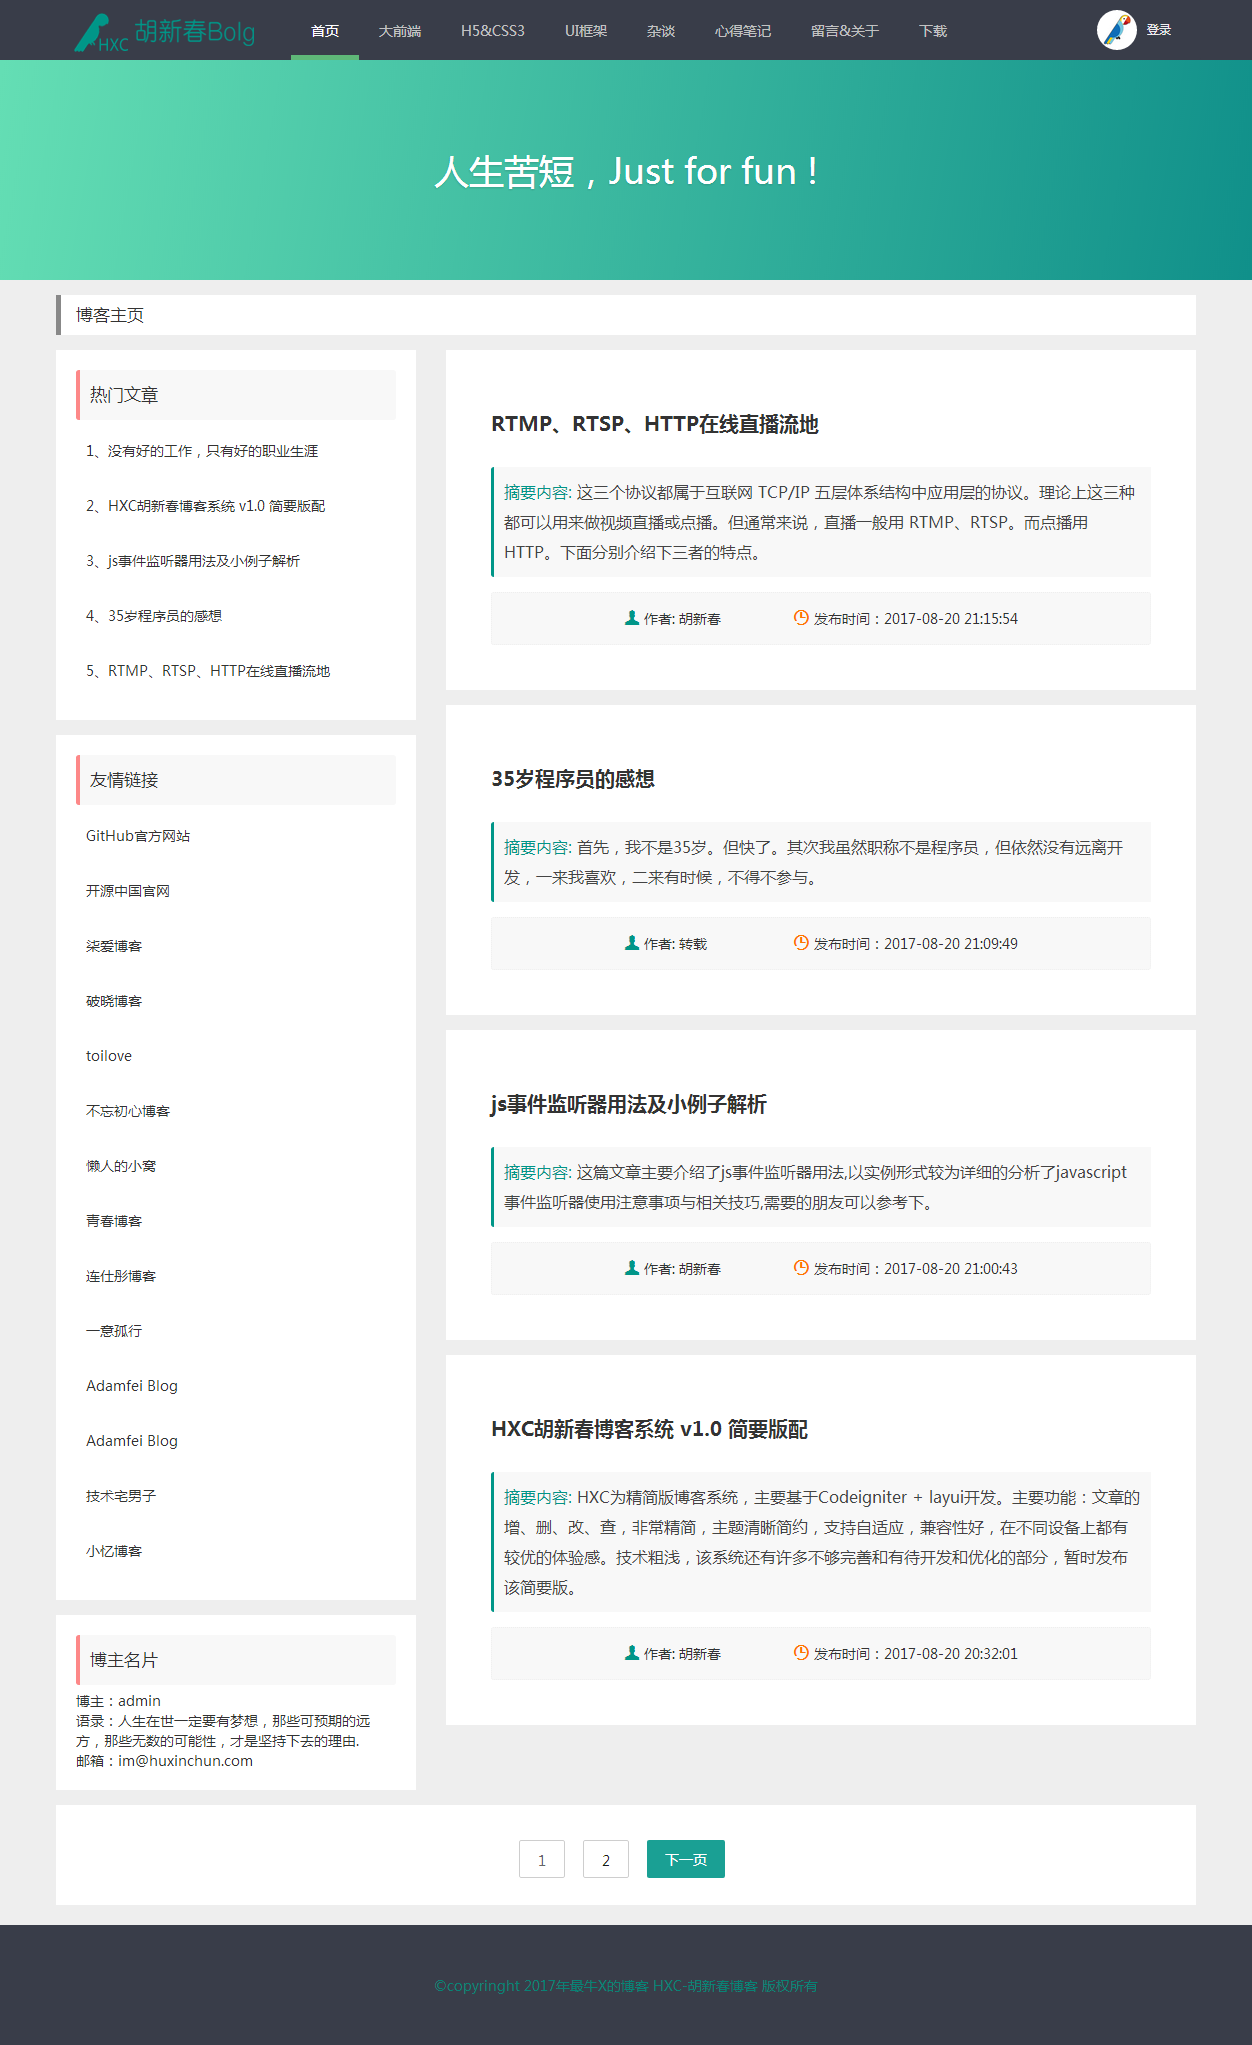 HXC 胡新春Bolg
首页 大前端 H5&CSS3 UI框架 杂谈 心得笔记 留言&关于 下载 登录
人生苦短，Just for fun！
博客主页
热门文章
1、没有好的工作，只有好的职业生涯
2、HXC胡新春博客系统 v1.0 简要版配
3、js事件监听器用法及小例子解析
4、35岁程序员的感想
5、RTMP、RTSP、HTTP在线直播流地
友情链接
GitHub官方网站
开源中国官网
柒爱博客
破晓博客
toilove
不忘初心博客
懒人的小窝
青春博客
连仕彤博客
一意孤行
Adamfei Blog
Adamfei Blog
技术宅男子
小忆博客
博主名片
博主：admin
语录：人生在世一定要有梦想，那些可预期的远
方，那些无数的可能性，才是坚持下去的理由.
邮箱：im@huxinchun.com
RTMP、RTSP、HTTP在线直播流地
摘要内容: 这三个协议都属于互联网 TCP/IP 五层体系结构中应用层的协议。理论上这三种
都可以用来做视频直播或点播。但通常来说，直播一般用 RTMP、RTSP。而点播用
HTTP。下面分别介绍下三者的特点。
作者: 胡新春 发布时间：2017-08-20 21:15:54
35岁程序员的感想
摘要内容: 首先，我不是35岁。但快了。其次我虽然职称不是程序员，但依然没有远离开
发，一来我喜欢，二来有时候，不得不参与。
作者: 转载 发布时间：2017-08-20 21:09:49
js事件监听器用法及小例子解析
摘要内容: 这篇文章主要介绍了js事件监听器用法,以实例形式较为详细的分析了javascript
事件监听器使用注意事项与相关技巧,需要的朋友可以参考下。
作者: 胡新春 发布时间：2017-08-20 21:00:43
HXC胡新春博客系统 v1.0 简要版配
摘要内容: HXC为精简版博客系统，主要基于Codeigniter + layui开发。主要功能：文章的
增、删、改、查，非常精简，主题清晰简约，支持自适应，兼容性好，在不同设备上都有
较优的体验感。技术粗浅，该系统还有许多不够完善和有待开发和优化的部分，暂时发布
该简要版。
作者: 胡新春 发布时间：2017-08-20 20:32:01
1 2 下一页
©copyringht 2017年最牛X的博客 HXC-胡新春博客 版权所有